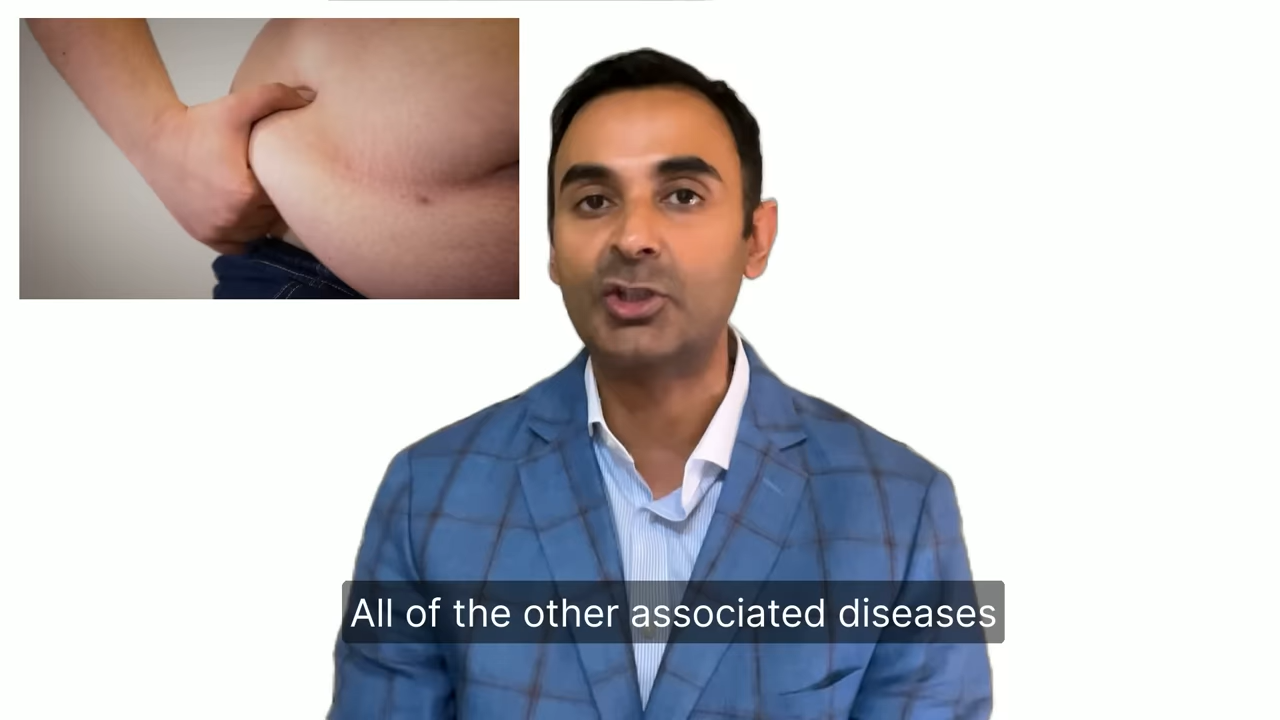 All of the other associated diseases